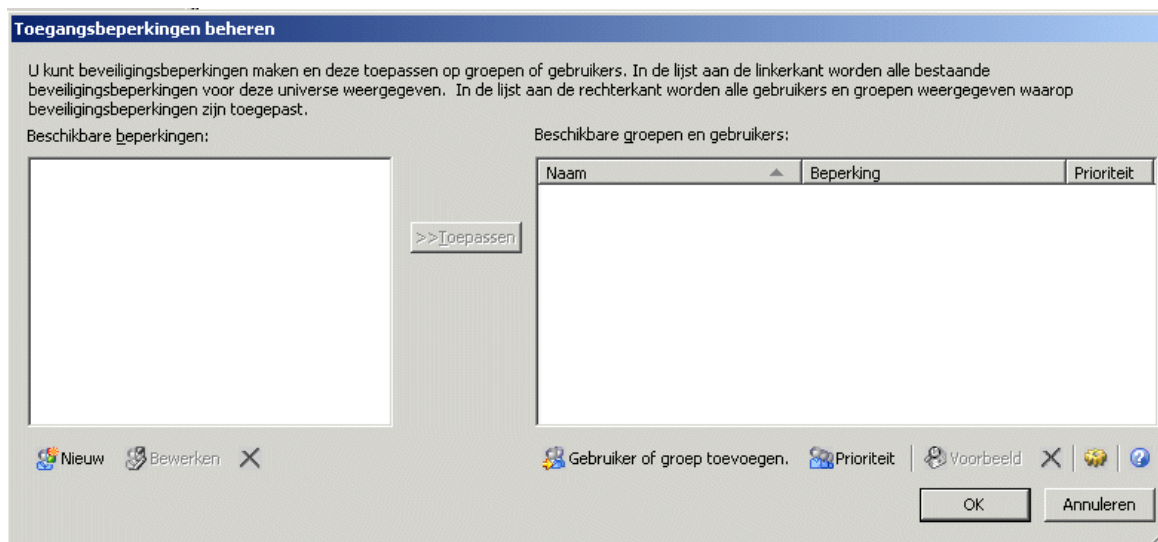 Toegangsbeperkingen beheren
U kunt beveiligingsbeperkingen maken en deze toepassen op groepen of gebruikers. In de lijst aan de linkerkant worden alle bestaande
beveiligingsbeperkingen voor deze universe weergegeven. In de lijst aan de rechterkant worden alle gebruikers en groepen weergegeven waarop
beveiligingsbeperkingen zijn toegepast.
Beschikbare beperkingen:
Beschikbare groepen en gebruikers:
Naam Beperking Prioriteit
>>Toepassen
Nieuw Bewerken
Gebruiker of groep toevoegen. Prioriteit Voorbeeld
OK Annuleren